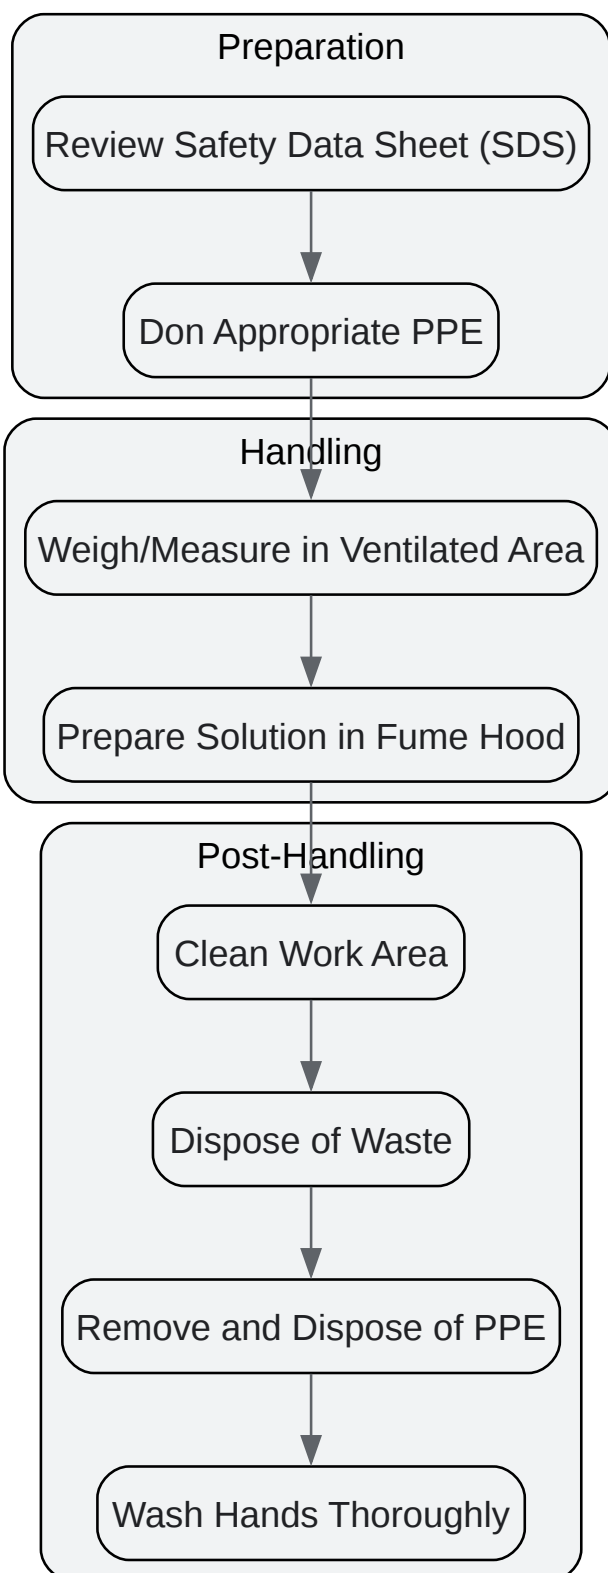 Preparation
Review Safety Data Sheet (SDS)
Don Appropriate PPE
Handling
Weigh/Measure in Ventilated Area
Prepare Solution in Fume Hood
Post-Handling
Clean Work Area
Dispose of Waste
Remove and Dispose of PPE
Wash Hands Thoroughly